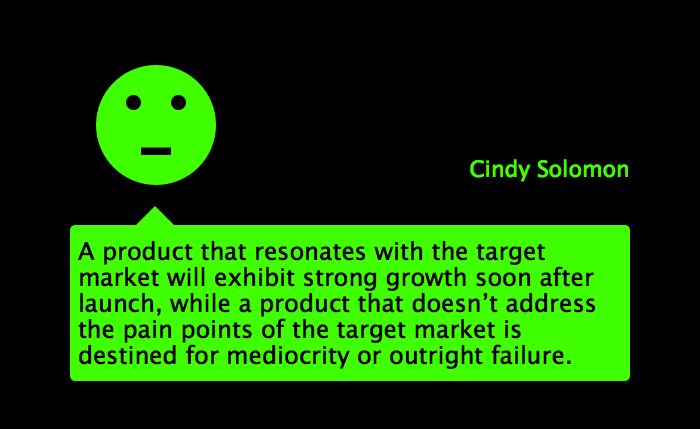 Cindy Solomon
A product that resonates with the target
market will exhibit strong growth soon after
launch, while a product that doesn’t address
the pain points of the target market is
destined for mediocrity or outright failure.